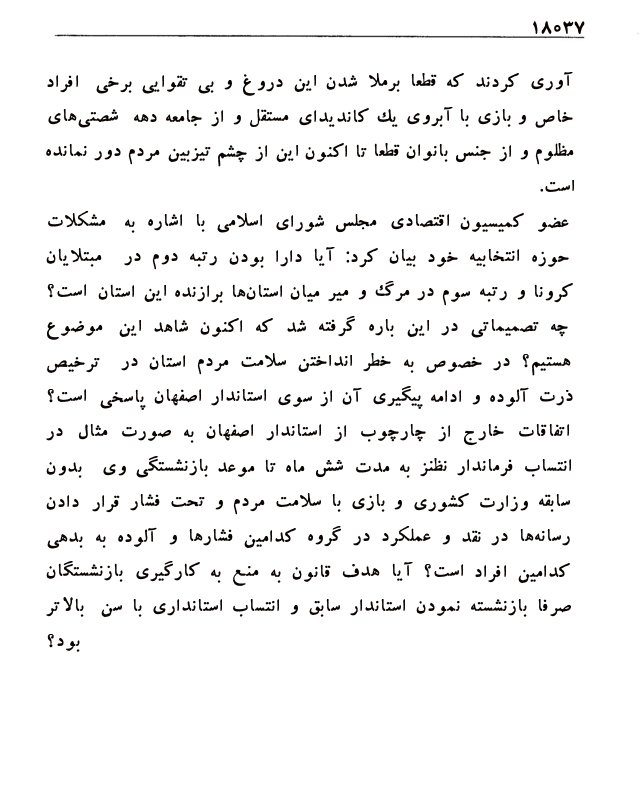 ۱۸۰۳۷
آوری کردند که قطعا برملا شدن این دروغ و بی تقوایی برخی افراد
خاص و بازی با آبروی یك کاندیدای مستقل و از جامعه دهه شصتی‌های
مظلوم و از جنس بانوان قطعا تا اکنون این از چشم تیزبین مردم دور نمانده
است.
عضو کمیسیون اقتصادی مجلس شورای اسلامی با اشاره به مشکلات
حوزه انتخابیه خود بیان کرد: آیا دارا بودن رتبه دوم در مبتلایان
کرونا و رتبه سوم در مرگ و میر میان استان‌ها برازنده این استان است؟
چه تصمیماتی در این باره گرفته شد که اکنون شاهد این موضوع
هستیم؟ در خصوص به خطر انداختن سلامت مردم استان در ترخیص
ذرت آلوده و ادامه پیگیری آن از سوی استاندار اصفهان پاسخی است؟
اتفاقات خارج از چارچوب از استاندار اصفهان به صورت مثال در
انتساب فرماندار نظنز به مدت شش ماه تا موعد بازنشستگی وی بدون
سابقه وزارت کشوری و بازی با سلامت مردم و تحت فشار قرار دادن
رسانه‌ها در نقد و عملکرد در گروه کدامین فشارها و آلوده به بدهی
کدامین افراد است؟ آیا هدف قانون به منع به کارگیری بازنشستگان
صرفا بازنشسته نمودن استاندار سابق و انتساب استانداری با سن بالاتر
بود؟